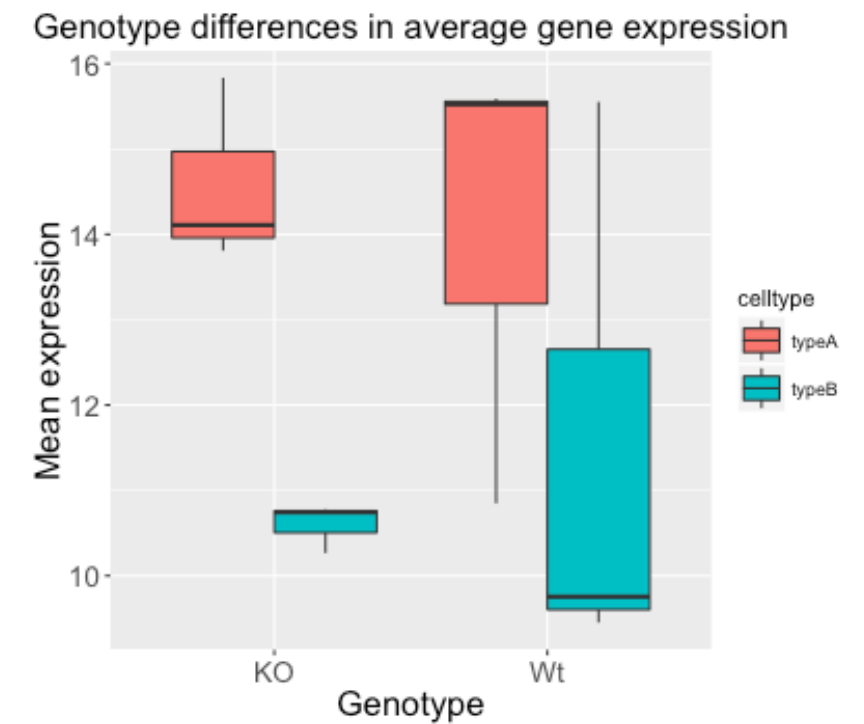 Genotype differences in average gene expression
16
14
12
10
Mean expression
KO
Wt
Genotype
celltype
typeA
typeB